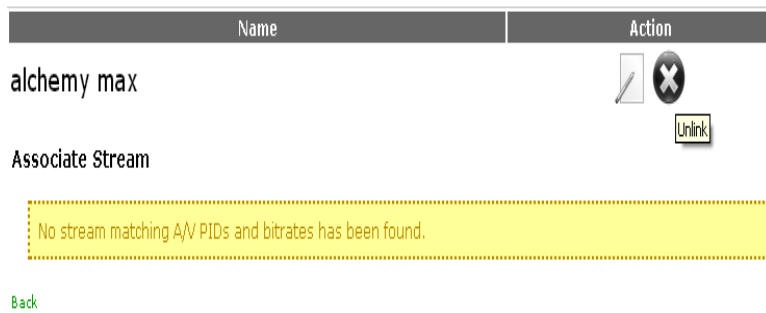 Name Action
alchemy max
Unlink
Associate Stream
No stream matching A/V PIDs and bitrates has been found.
Back